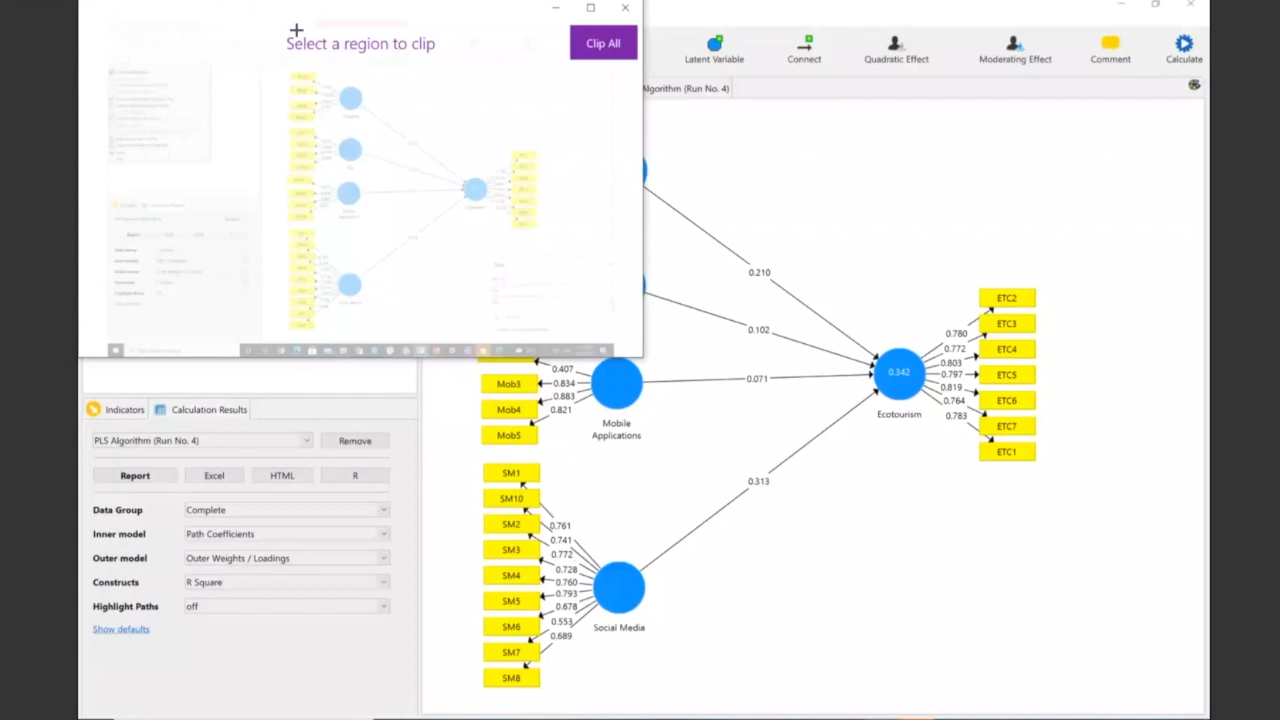 Select a region to clip
Clip All
Latent Variable
Connect
Quadratic Effect
Moderating Effect
Comment
Calculate
Algorithm (Run No. 4)
0.210
0.102
0.071
0.313
0.342
Ecotourism
ETC2
ETC3
ETC4
ETC5
ETC6
ETC7
ETC1
0.780
0.772
0.803
0.797
0.819
0.764
0.783
Mob3
Mob4
Mob5
0.407
0.834
0.883
0.821
Mobile
Applications
SM1
SM10
SM2
SM3
SM4
SM5
SM6
SM7
SM8
0.761
0.741
0.772
0.728
0.760
0.793
0.678
0.553
0.689
Social Media
Indicators
Calculation Results
PLS Algorithm (Run No. 4)
Remove
Report
Excel
HTML
R
Data Group
Complete
Inner model
Path Coefficients
Outer model
Outer Weights / Loadings
Constructs
R Square
Highlight Paths
off
Show defaults